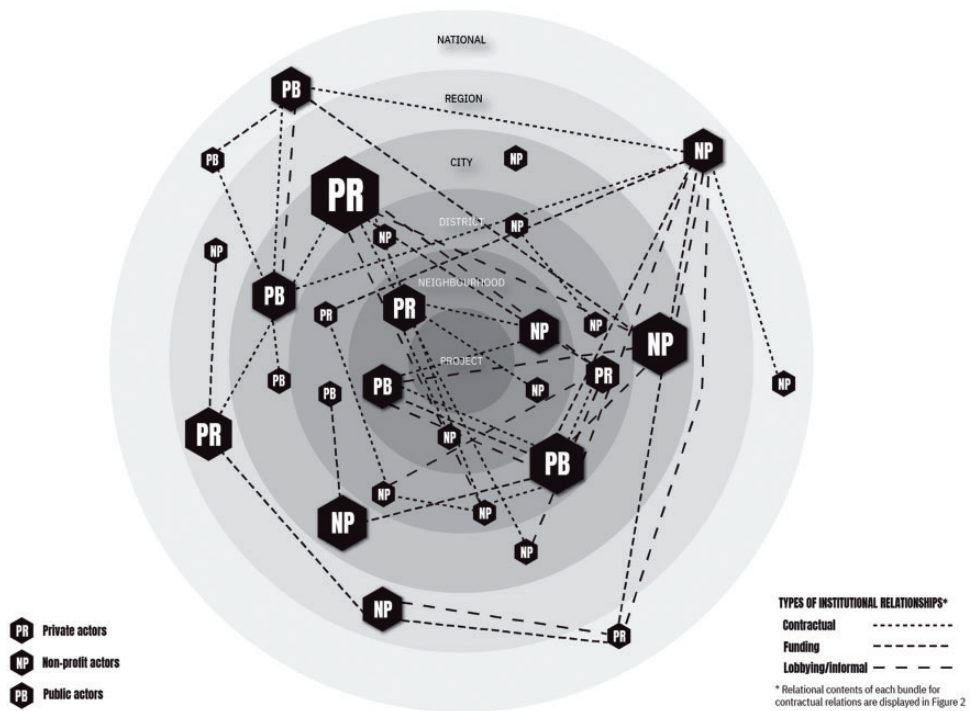 NATIONAL
PB
REGION
PB
NP
NP
CITY
PR
DISTRICT
NP
NP
NP
NEIGHBOURHOOD
PB
PR
PR
NP
NP
NP
PROJECT
PR
PB
PB
NP
NP
PB
PR
NP
PB
NP
NP
NP
NP
NP
PR
TYPES OF INSTITUTIONAL RELATIONSHIPS*
Contractual
Funding
Lobbying/informal
* Relational contents of each bundle for
contractual relations are displayed in Figure 2
PR Private actors
NP Non-profit actors
PB Public actors